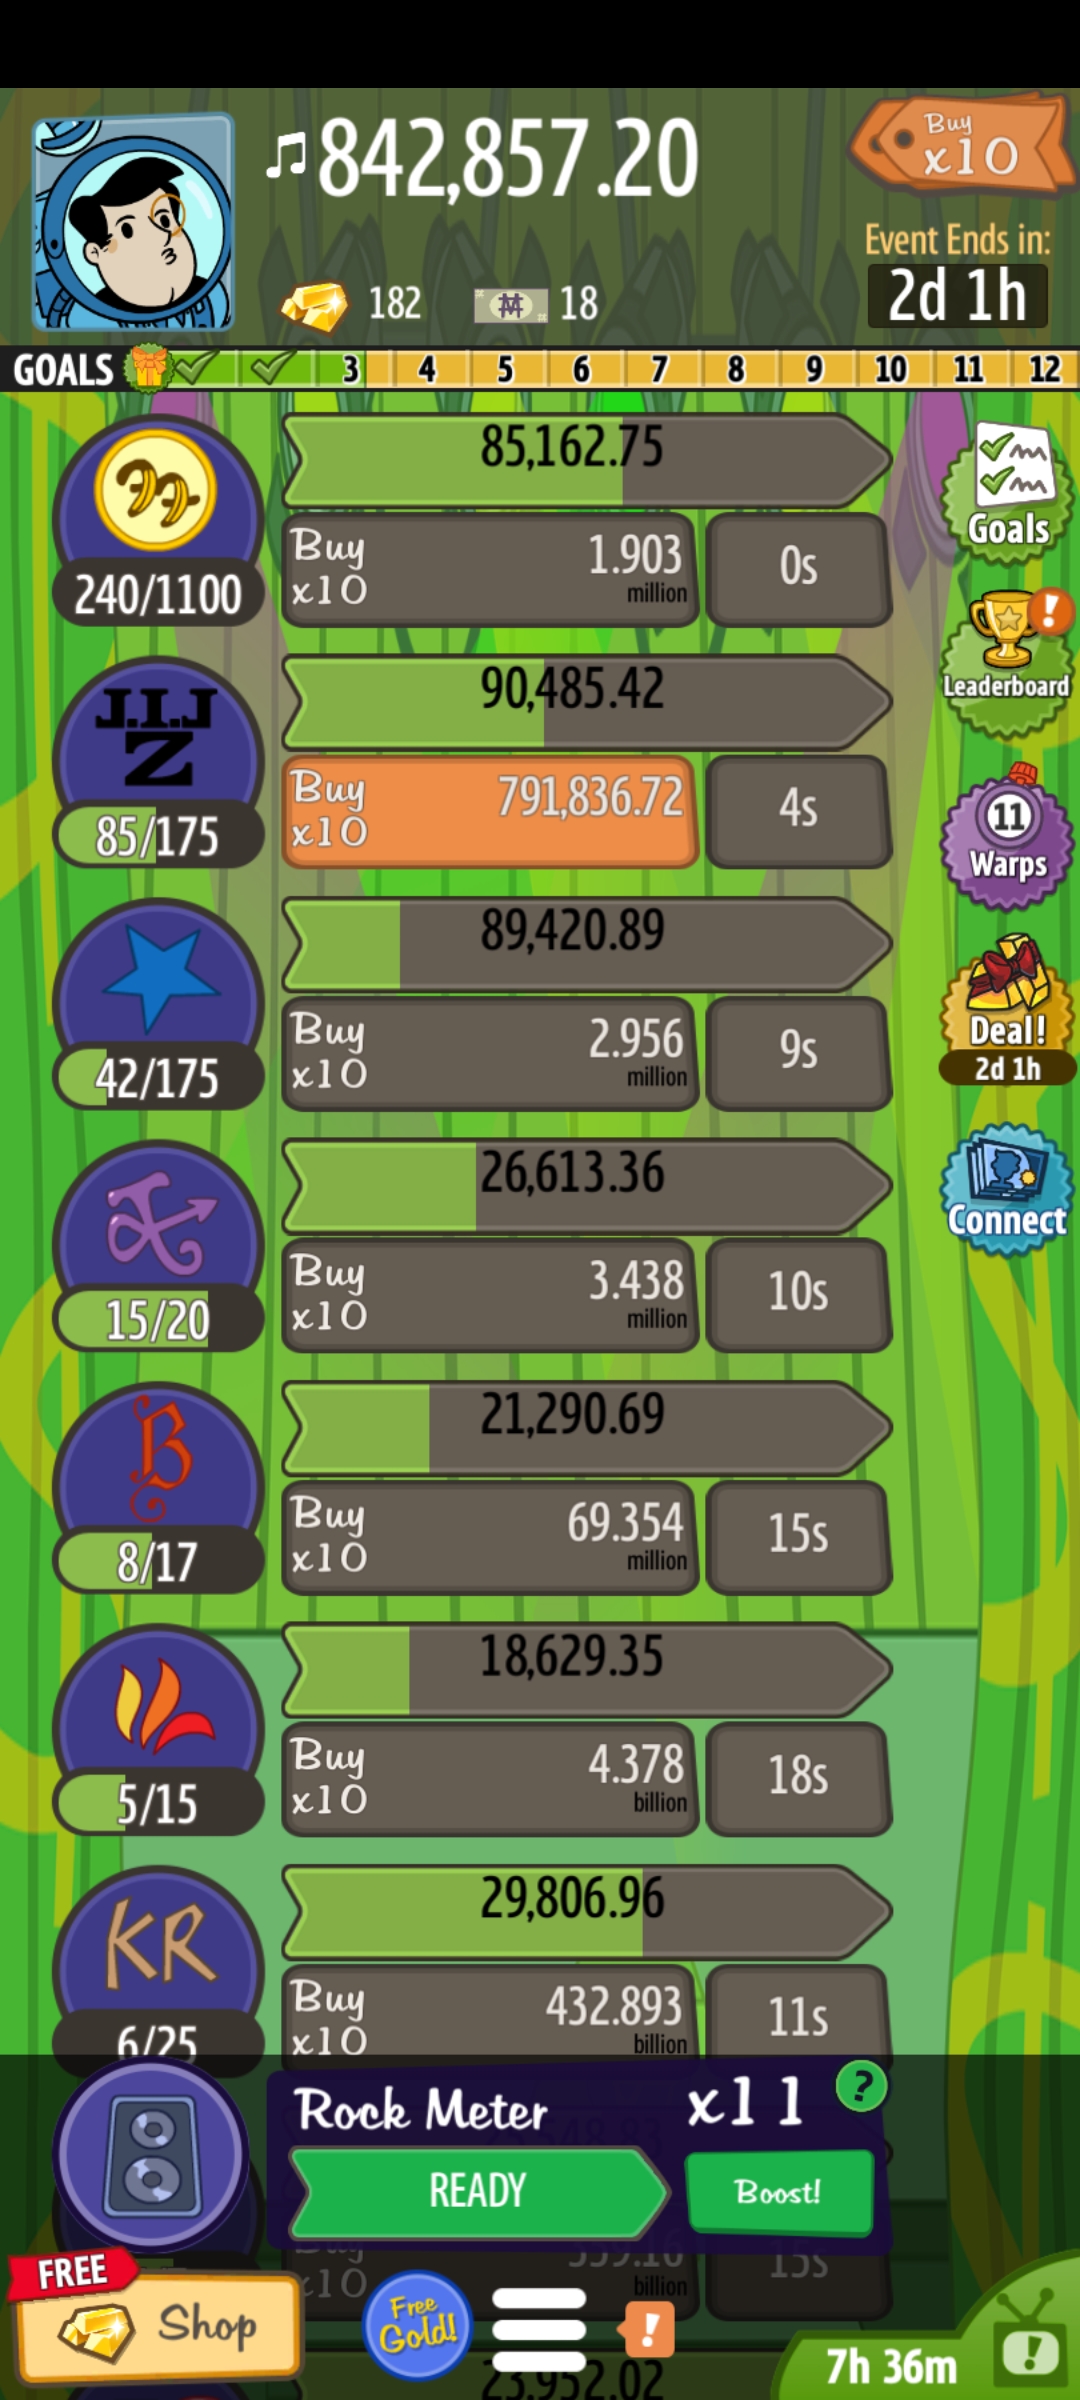 842,857.20
Buy
x10
Event Ends in:
2d 1h
182
18
GOALS 3 4 5 6 7 8 9 10 11 12
85,162.75
Buy
x10
1.903
million
0s
240/1100
Goals
Leaderboard
J.I.J
Z
90,485.42
Buy
x10
791,836.72
4s
85/175
11
Warps
89,420.89
Buy
x10
2.956
million
9s
42/175
Deal!
2d 1h
26,613.36
Buy
x10
3.438
million
10s
15/20
Connect
B
21,290.69
Buy
x10
69.354
million
15s
8/17
18,629.35
Buy
x10
4.378
billion
18s
5/15
KR
29,806.96
Buy
x10
432.893
billion
11s
6/25
Rock Meter
x11
?
READY
Boost!
Buy
x10
559.16
billion
15s
FREE
Shop
Free
Gold!
!
23,952.02
7h 36m
!